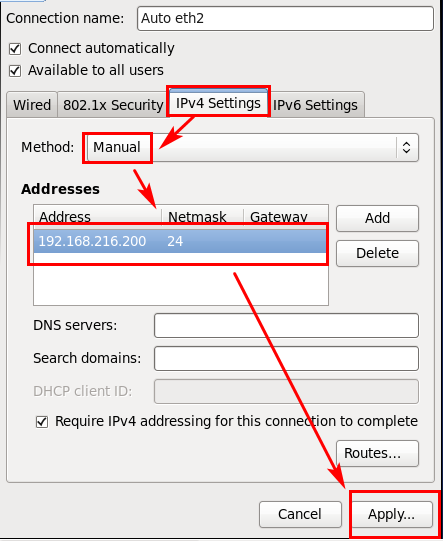 Connection name: Auto eth2
Connect automatically
Available to all users
Wired 802.1x Security IPv4 Settings IPv6 Settings
Method: Manual
Addresses
Address Netmask Gateway
192.168.216.200 24
Add
Delete
DNS servers:
Search domains:
DHCP client ID:
Require IPv4 addressing for this connection to complete
Routes...
Cancel Apply...